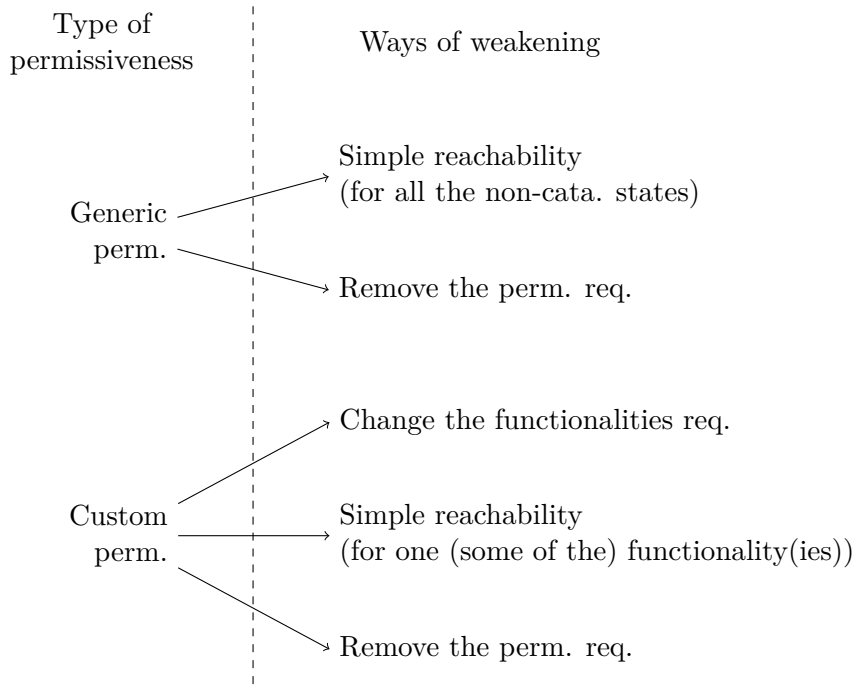 Type of
permissiveness
Ways of weakening
Generic
perm.
Simple reachability
(for all the non-cata. states)
Remove the perm. req.
Custom
perm.
Change the functionalities req.
Simple reachability
(for one (some of the) functionality(ies))
Remove the perm. req.